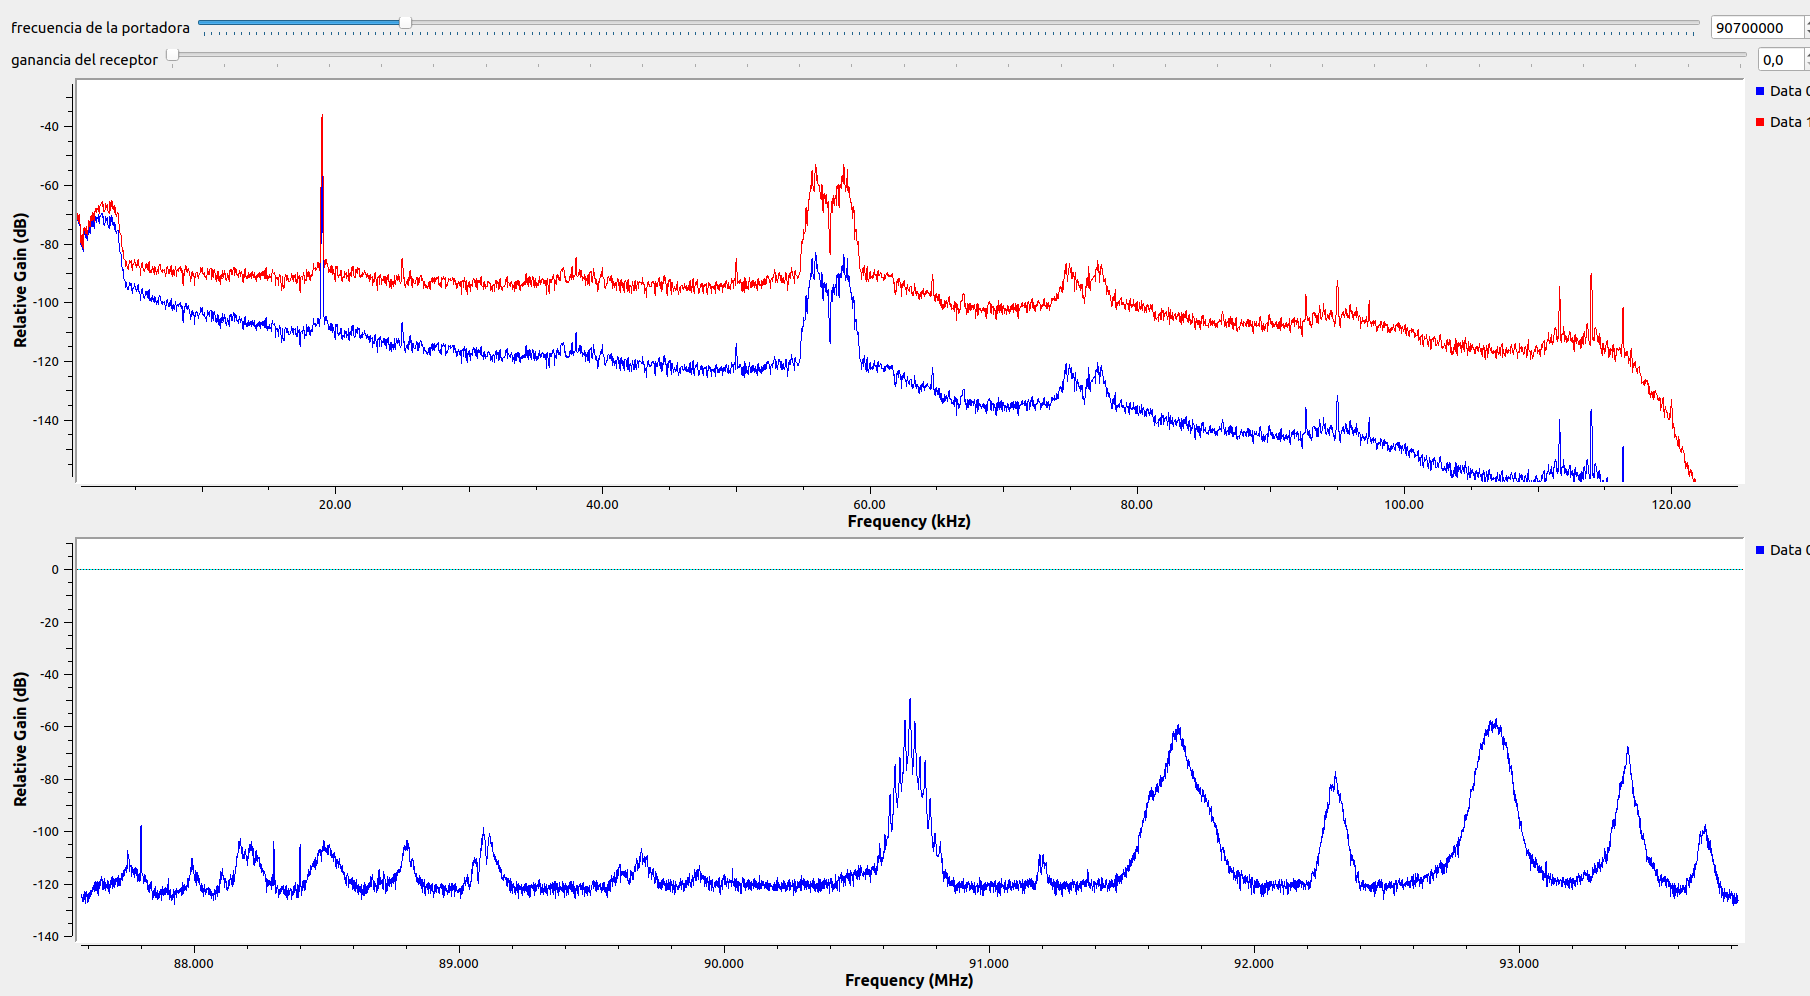 frecuencia de la portadora 90700000
ganancia del receptor 0,0
Data 0
Data 1
Relative Gain (dB)
-40
-60
-80
-100
-120
-140
20.00 40.00 60.00 80.00 100.00 120.00
Frequency (kHz)
Data 0
Relative Gain (dB)
0
-20
-40
-60
-80
-100
-120
-140
88.000 89.000 90.000 91.000 92.000 93.000
Frequency (MHz)